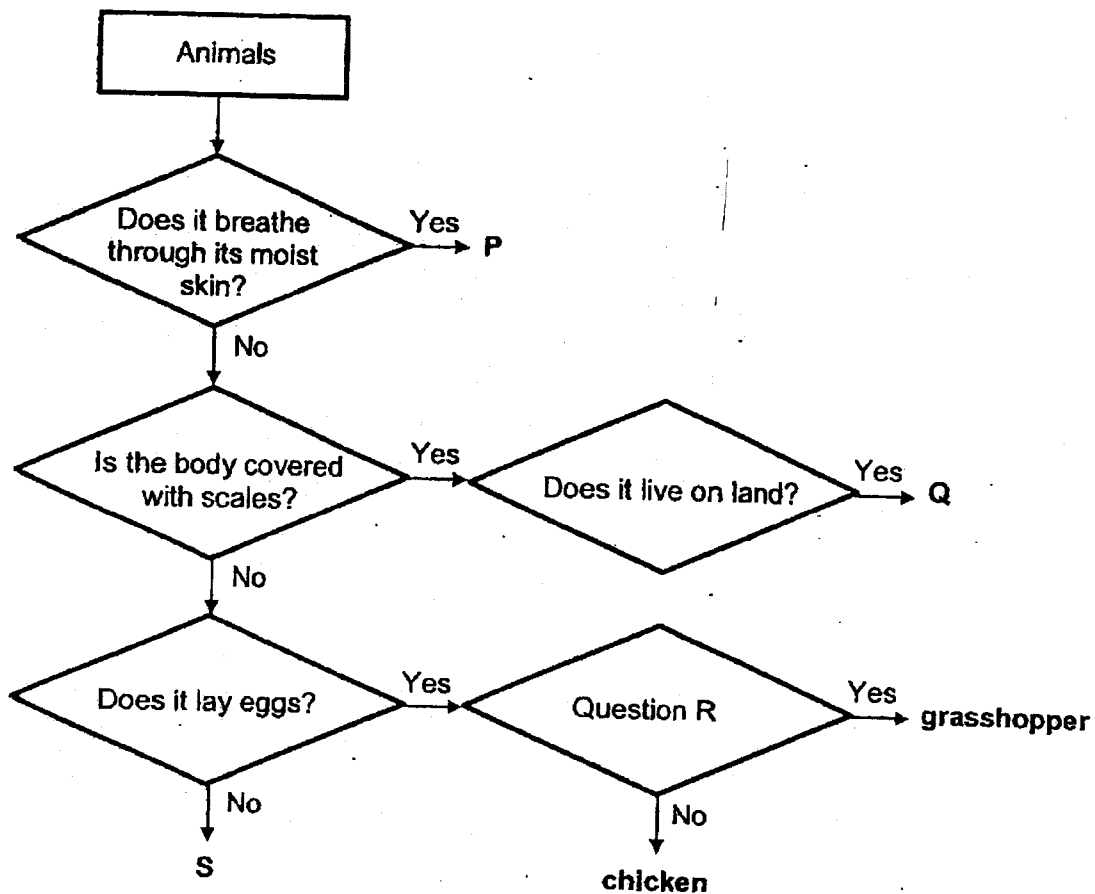 Animals
Does it breathe
through its moist
skin?
Yes
P
No
Is the body covered
with scales?
Yes
Does it live on land?
Yes
Q
No
Does it lay eggs?
Yes
Question R
Yes
grasshopper
No
S
No
chicken